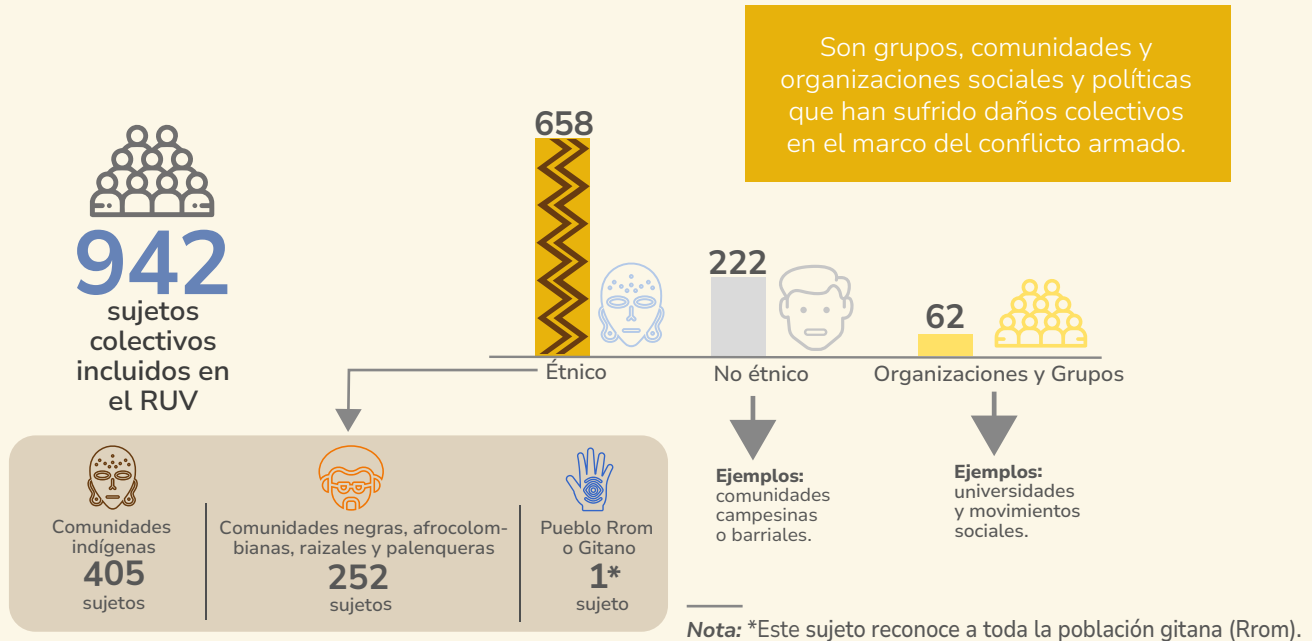 Son grupos, comunidades y
organizaciones sociales y políticas
que han sufrido daños colectivos
en el marco del conflicto armado.
942
sujetos
colectivos
incluidos en
el RUV
658
222
62
Étnico
No étnico
Organizaciones y Grupos
Comunidades
indígenas
405
sujetos
Comunidades negras, afrocolom-
bianas, raizales y palenqueras
252
sujetos
Pueblo Rrom
o Gitano
1*
sujeto
Ejemplos:
comunidades
campesinas
o barriales.
Ejemplos:
universidades
y movimientos
sociales.
Nota: *Este sujeto reconoce a toda la población gitana (Rrom).